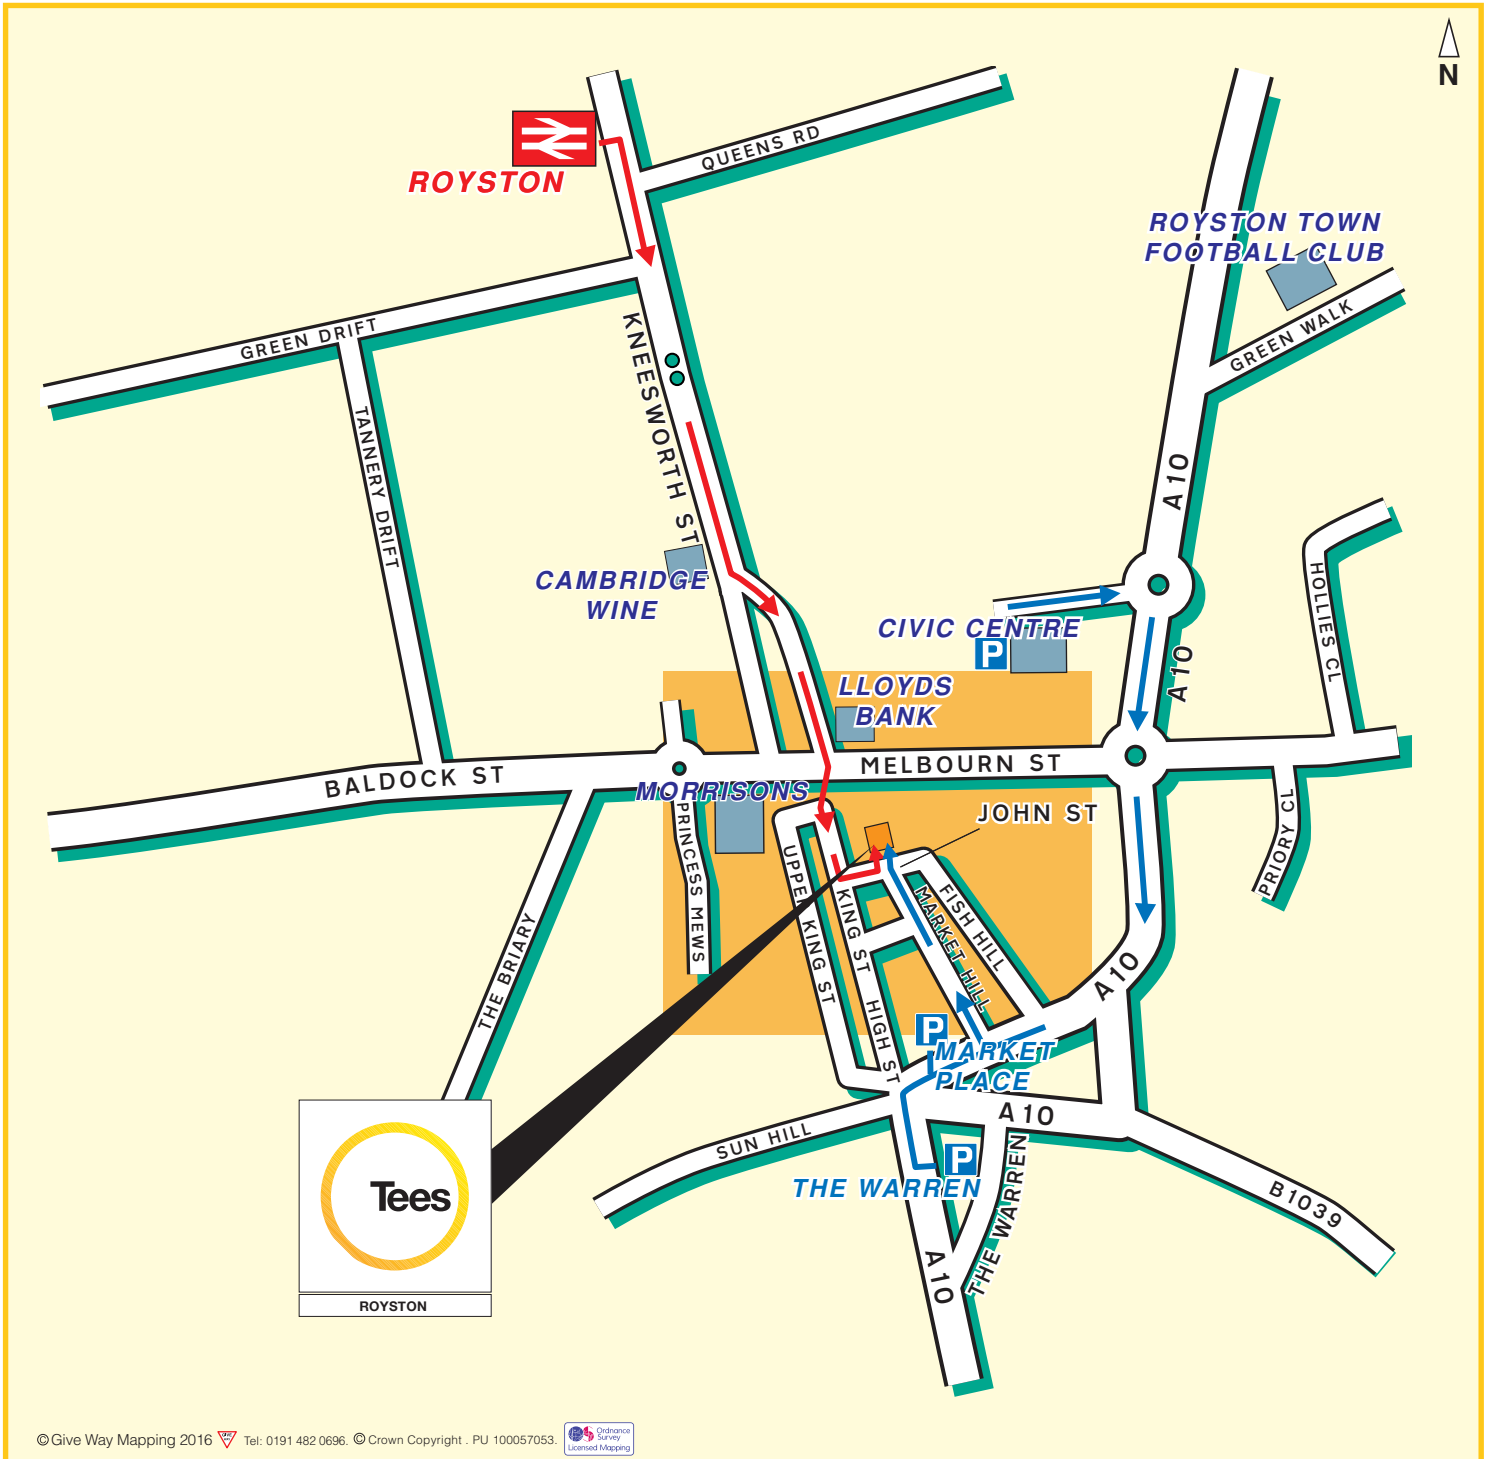 N
QUEENS RD
ROYSTON
ROYSTON TOWN
FOOTBALL CLUB
GREEN DRIFT
GREEN WALK
KNEESWORTH ST
TANNERY DRIFT
A10
HOLLIES CL
CAMBRIDGE
WINE
CIVIC CENTRE
P
A10
LLOYDS
BANK
BALDOCK ST
MELBOURN ST
MORRISONS
JOHN ST
PRIORY CL
PRINCESS MEWS
UPPER KING ST
KING ST
MARKET HILL
FISH HILL
THE BRIARY
A10
HIGH ST
P
MARKET
PLACE
A10
SUN HILL
P
THE WARREN
THE WARREN
B1039
A10
Tees
ROYSTON
© Give Way Mapping 2016
Tel: 0191 482 0696. © Crown Copyright . PU 100057053.
Ordnance
Survey
Licensed Mapping